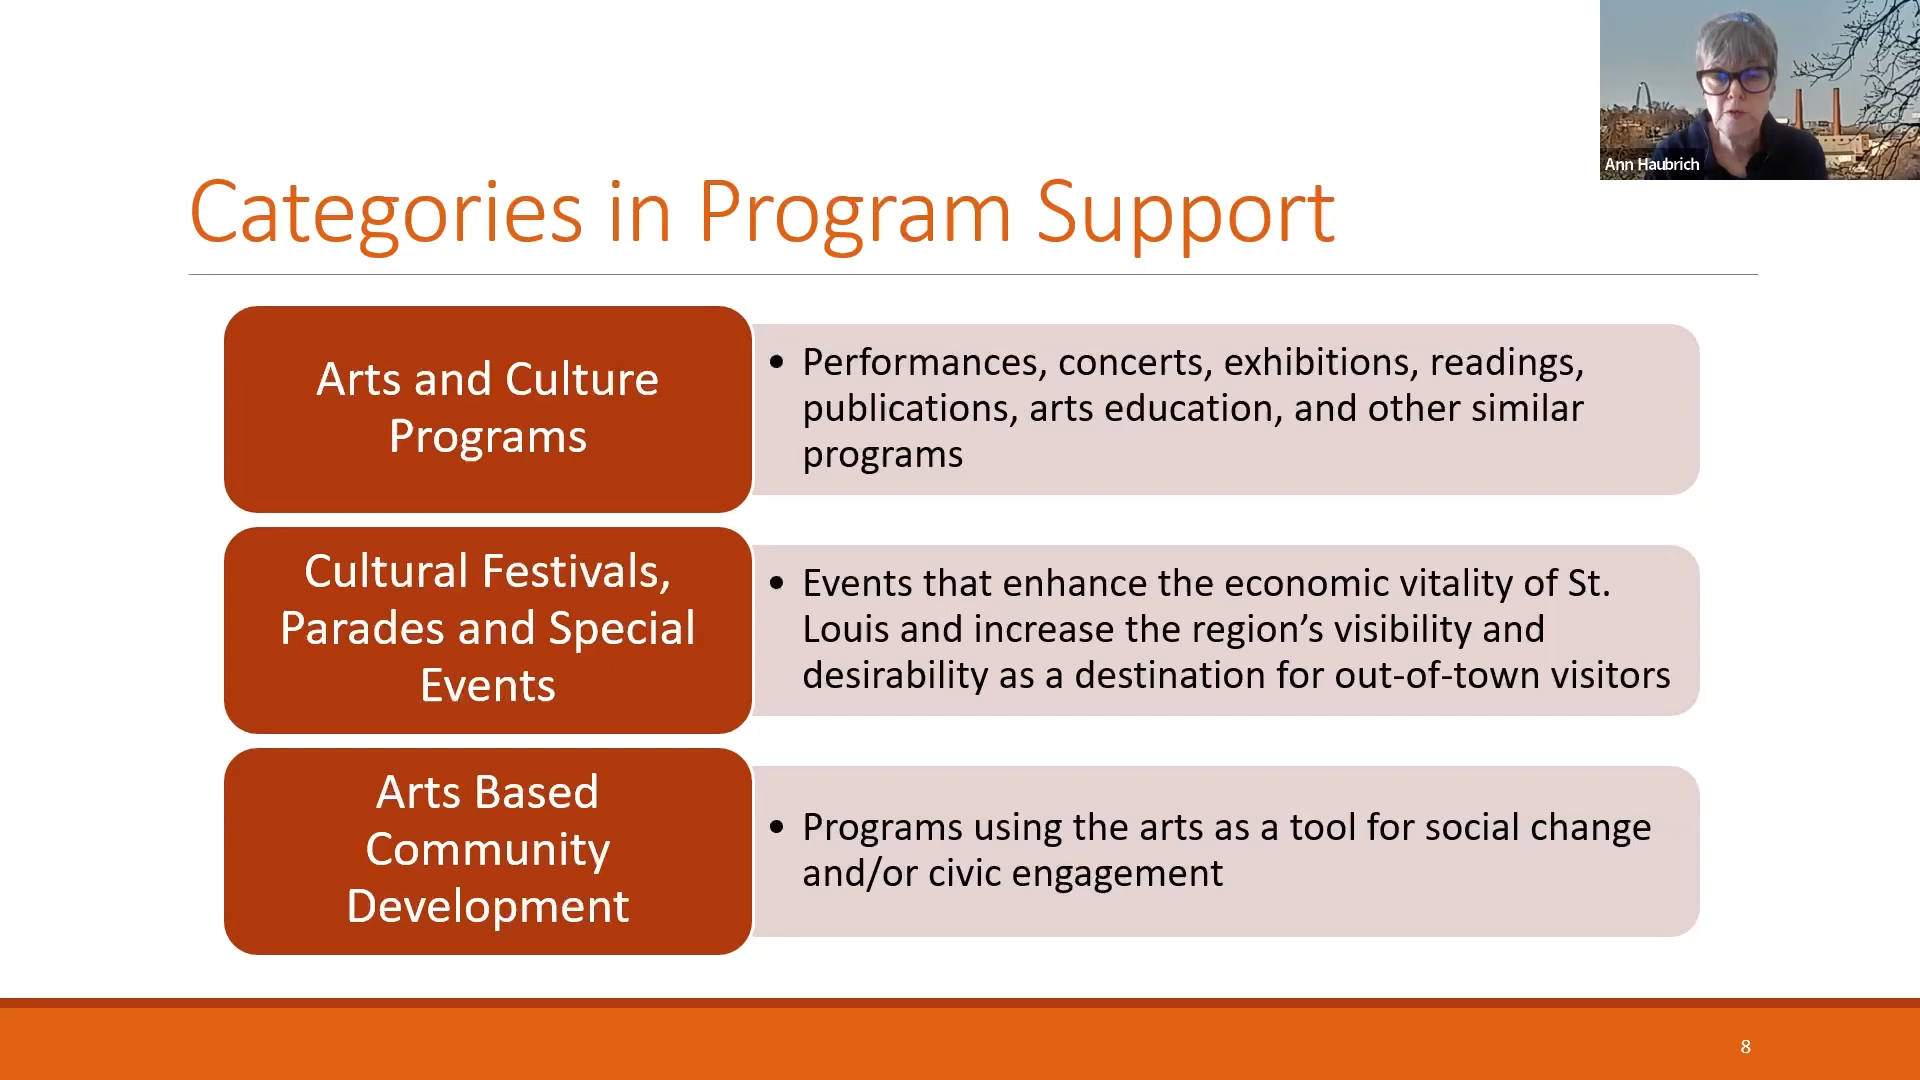 Ann Haubrich
Categories in Program Support
Arts and Culture
Programs
• Performances, concerts, exhibitions, readings,
publications, arts education, and other similar
programs
Cultural Festivals,
Parades and Special
Events
• Events that enhance the economic vitality of St.
Louis and increase the region’s visibility and
desirability as a destination for out-of-town visitors
Arts Based
Community
Development
• Programs using the arts as a tool for social change
and/or civic engagement
8